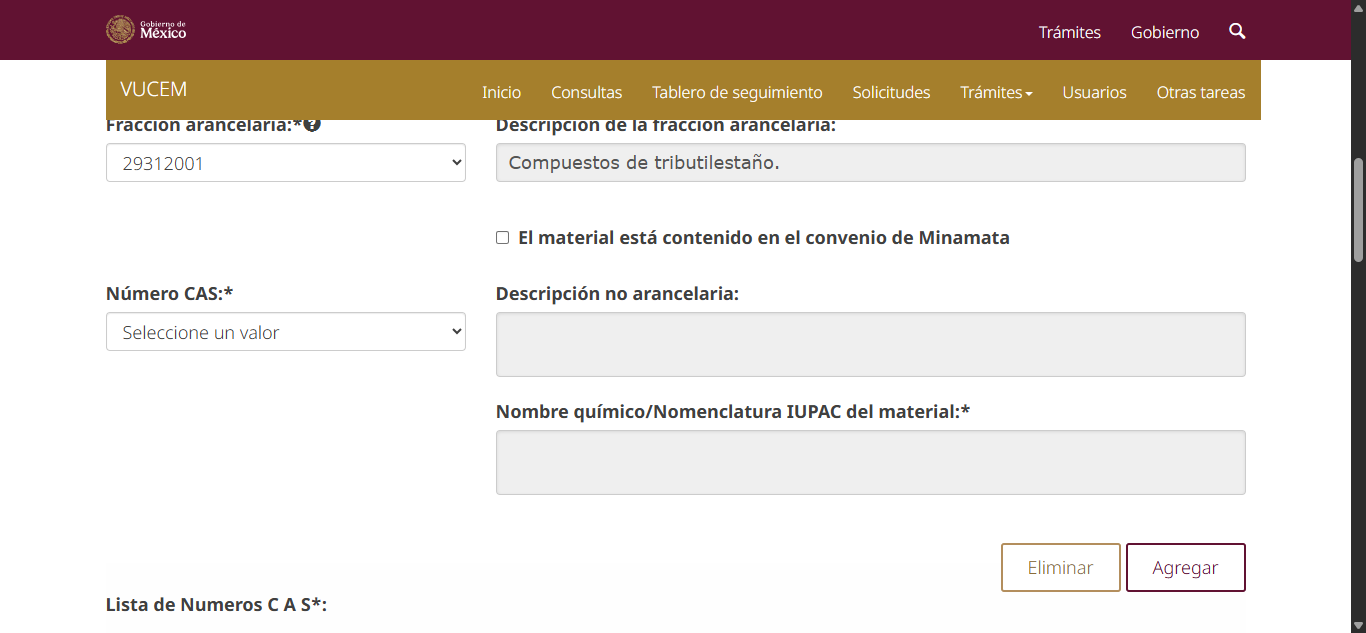 Gobierno de
México
Trámites
Gobierno
VUCEM
Inicio
Consultas
Tablero de seguimiento
Solicitudes
Trámites
Usuarios
Otras tareas
Fracción arancelaria:*
Descripción de la fracción arancelaria:
29312001
Compuestos de tributilestaño.
El material está contenido en el convenio de Minamata
Número CAS:*
Descripción no arancelaria:
Seleccione un valor
Nombre químico/Nomenclatura IUPAC del material:*
Eliminar
Agregar
Lista de Numeros C A S*: